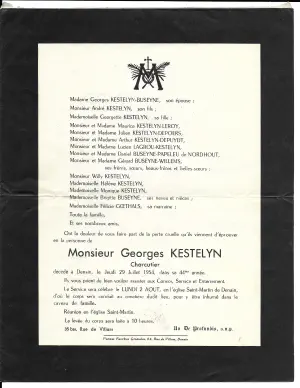 Madame Georges KESTELYN-BUSEYNE, son épouse ;
Monsieur André KESTELYN, son fils ;
Mademoiselle Georgette KESTELYN, sa fille ;
Monsieur et Madame Maurice KESTELYN-LEROY,
Monsieur et Madame Julien KESTELYN-DEPOERS,
Monsieur et Madame Arthur KESTELYN-DEPUYDT,
Monsieur et Madame Lucien LAGROU-KESTELYN,
Monsieur et Madame Daniel BUSEYNE-PAPILEU de NORDHOUT,
Monsieur et Madame Gérard BUSEYNE-WILLEMS,
ses frères, sœurs, beaux-frères et belles-sœurs ;
Monsieur Willy KESTELYN,
Mademoiselle Hélène KESTELYN,
Mademoiselle Monique KESTELYN,
Mademoiselle Brigitte BUSEYNE, ses neveu et nièces ;
Mademoiselle Félicie GOETHALS, sa marraine ;
Toute la famille,
Et ses nombreux amis,
Ont la douleur de vous faire part de la perte cruelle qu'ils viennent d'éprouver
en la personne de
Monsieur Georges KESTELYN
Charcutier
décédé à Denain, le Jeudi 29 Juillet 1954, dans sa 44me année.
Ils vous prient de bien vouloir assister aux Convoi, Service et Enterrement.
Le Service sera célébré le LUNDI 2 AOUT, en l'église Saint-Martin de Denain,
d'où le corps sera conduit au cimetière dudit lieu, pour y être inhumé dans le
caveau de famille.
Réunion en l'église Saint-Martin.
La levée du corps sera faite à 10 heures.
38 bis, Rue de Villars
Un De Profundis, s.v.p.